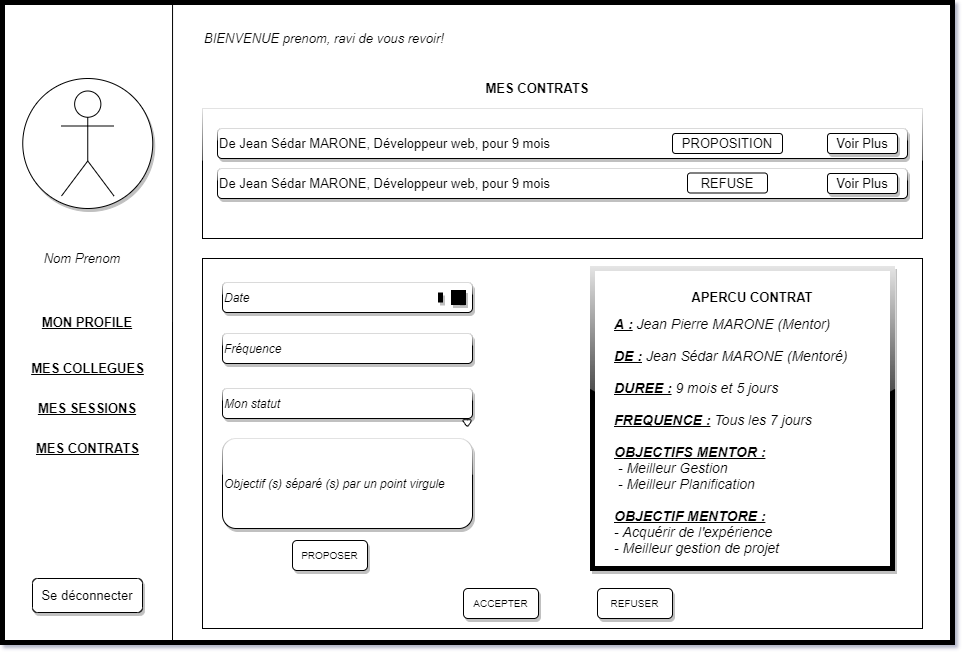 BIENVENUE prenom, ravi de vous revoir!
Nom Prenom
MON PROFILE
MES COLLEGUES
MES SESSIONS
MES CONTRATS
Se déconnecter
MES CONTRATS
De Jean Sédar MARONE, Développeur web, pour 9 mois PROPOSITION Voir Plus
De Jean Sédar MARONE, Développeur web, pour 9 mois REFUSE Voir Plus
Date
Fréquence
Mon statut
Objectif (s) séparé (s) par un point virgule
PROPOSER
APERCU CONTRAT
A : Jean Pierre MARONE (Mentor)
DE : Jean Sédar MARONE (Mentoré)
DUREE : 9 mois et 5 jours
FREQUENCE : Tous les 7 jours
OBJECTIFS MENTOR :
- Meilleur Gestion
- Meilleur Planification
OBJECTIF MENTORE :
- Acquérir de l'expérience
- Meilleur gestion de projet
ACCEPTER
REFUSER